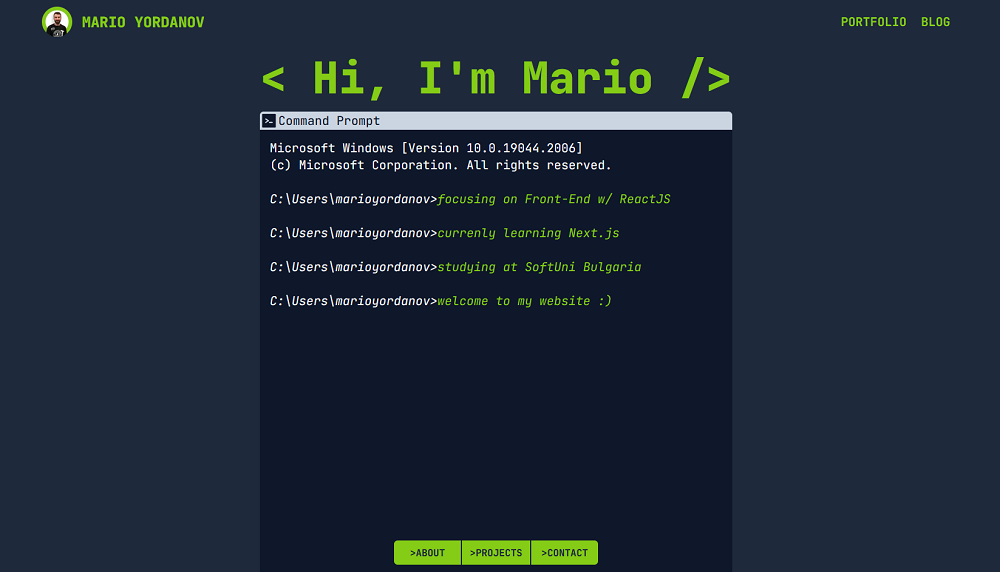 MARIO YORDANOV
PORTFOLIO BLOG
< Hi, I'm Mario />
Command Prompt
Microsoft Windows [Version 10.0.19044.2006]
(c) Microsoft Corporation. All rights reserved.
C:\Users\marioyordanov>focusing on Front-End w/ ReactJS
C:\Users\marioyordanov>currenly learning Next.js
C:\Users\marioyordanov>studying at SoftUni Bulgaria
C:\Users\marioyordanov>welcome to my website :)
>ABOUT >PROJECTS >CONTACT